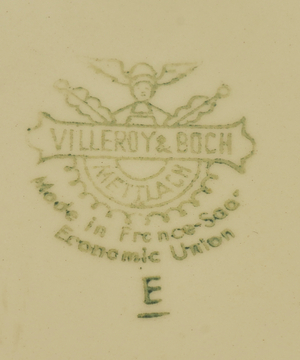 VILLEROY & BOCH
METTLACH
Made in France-Saar
Economic Union
E